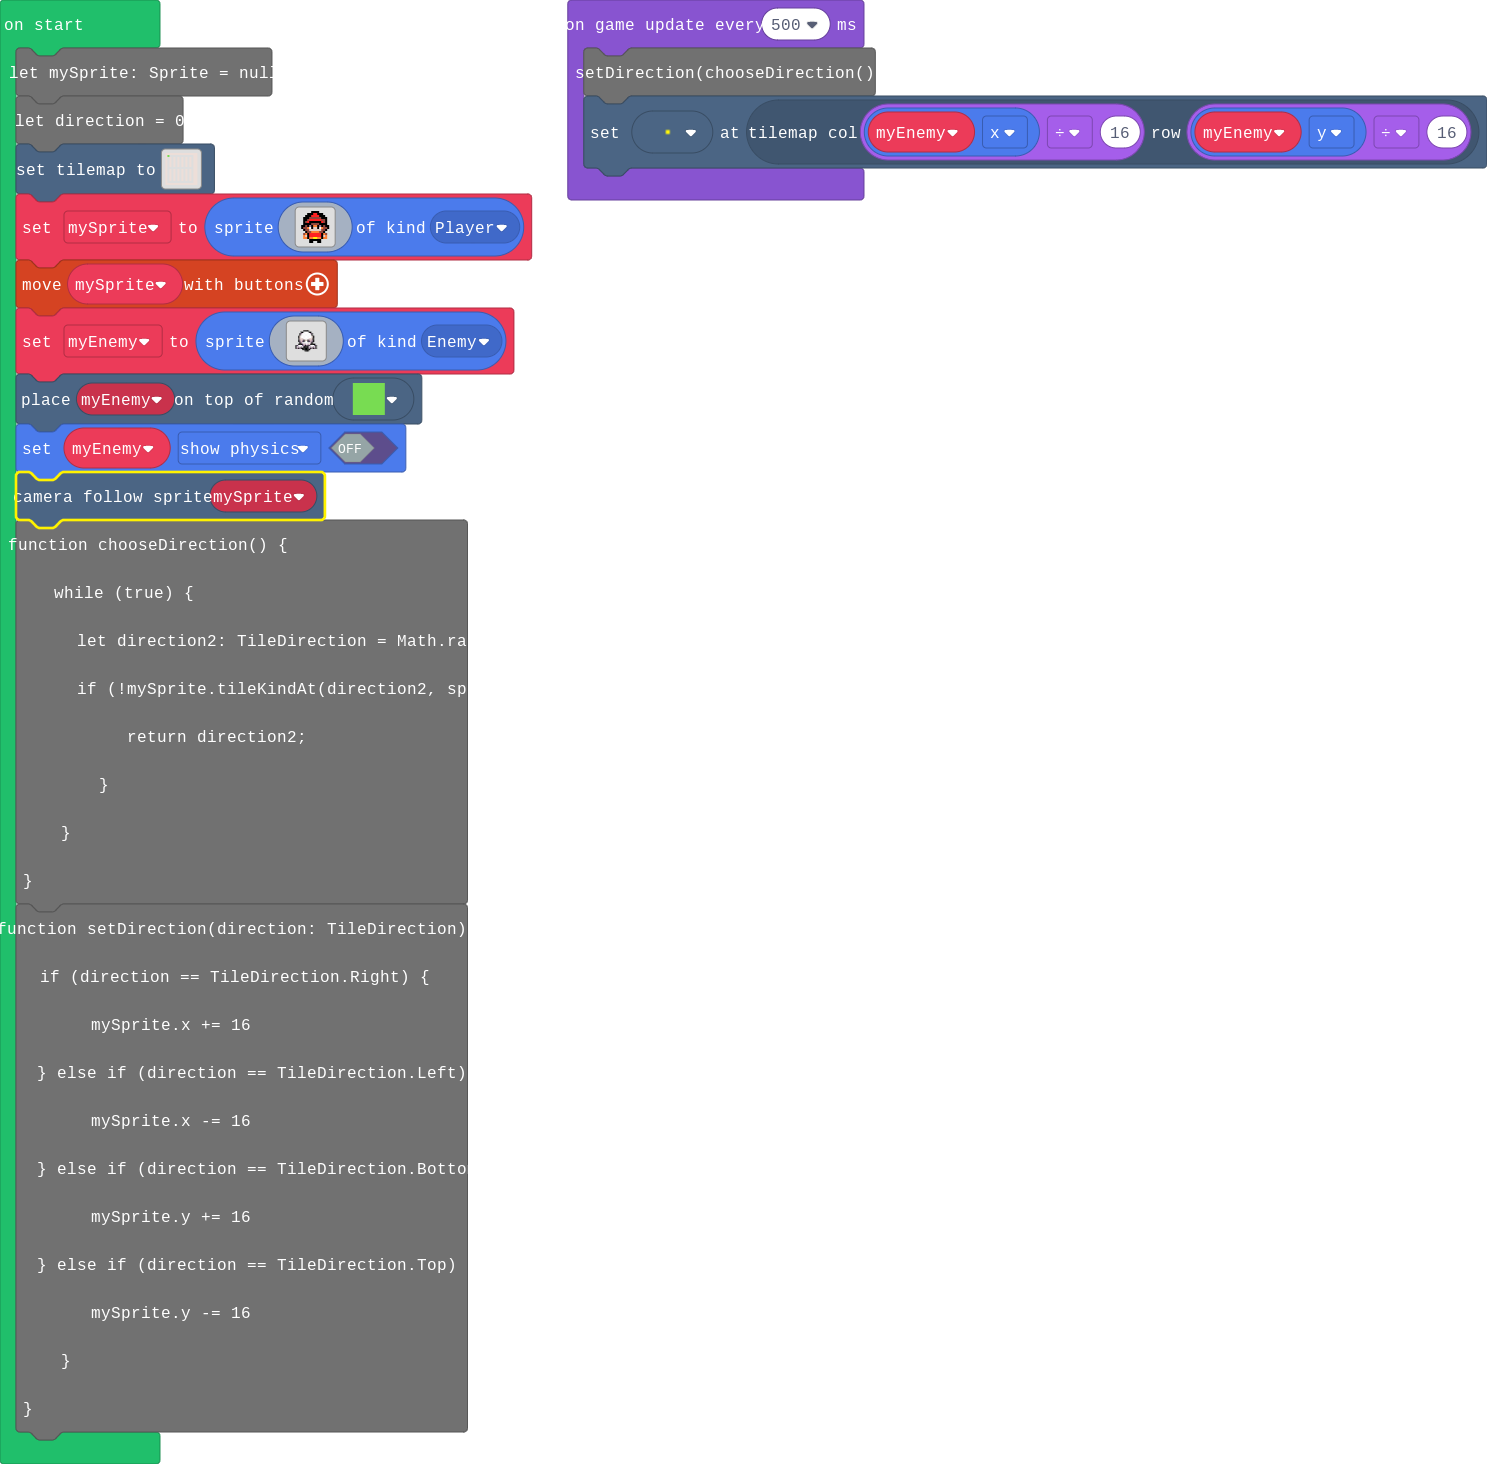 on start
let mySprite: Sprite = null
let direction = 0
set tilemap to
set mySprite to sprite of kind Player
move mySprite with buttons
set myEnemy to sprite of kind Enemy
place myEnemy on top of random
set myEnemy show physics OFF
camera follow sprite mySprite
function chooseDirection() {
while (true) {
let direction2: TileDirection = Math.ra
if (!mySprite.tileKindAt(direction2, sp
return direction2;
}
}
}
function setDirection(direction: TileDirection)
if (direction == TileDirection.Right) {
mySprite.x += 16
} else if (direction == TileDirection.Left)
mySprite.x -= 16
} else if (direction == TileDirection.Botto
mySprite.y += 16
} else if (direction == TileDirection.Top)
mySprite.y -= 16
}
}
on game update every 500 ms
setDirection(chooseDirection()
set at tilemap col myEnemy x ÷ 16 row myEnemy y ÷ 16